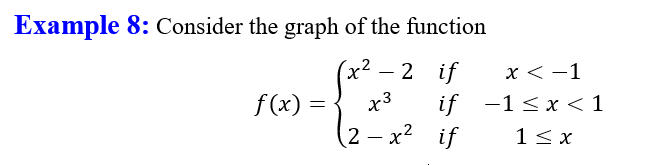 Example 8: Consider the graph of the function
x² − 2 if x < −1
f(x) = { x³ if −1 ≤ x < 1
2 − x² if 1 ≤ x